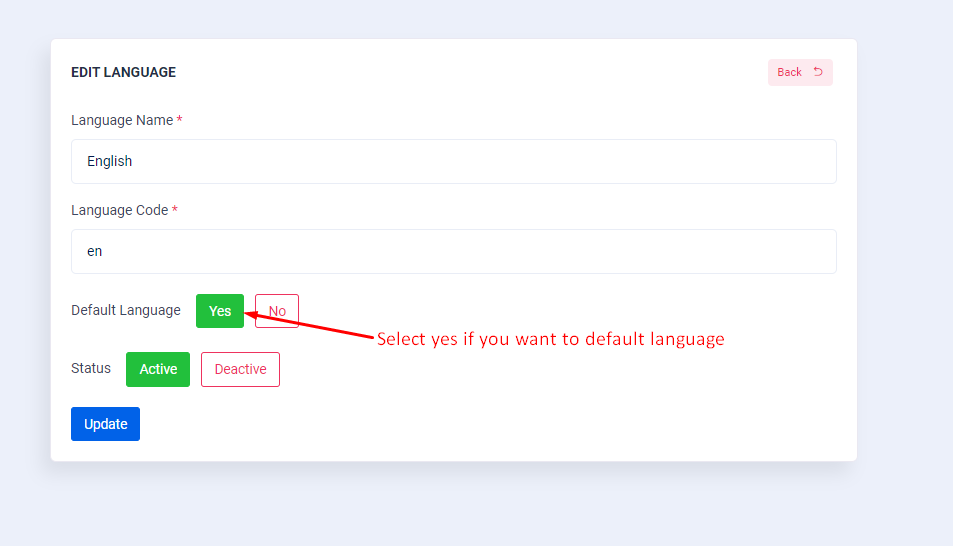 EDIT LANGUAGE
Back
Language Name *
English
Language Code *
en
Default Language Yes No
Select yes if you want to default language
Status Active Deactive
Update